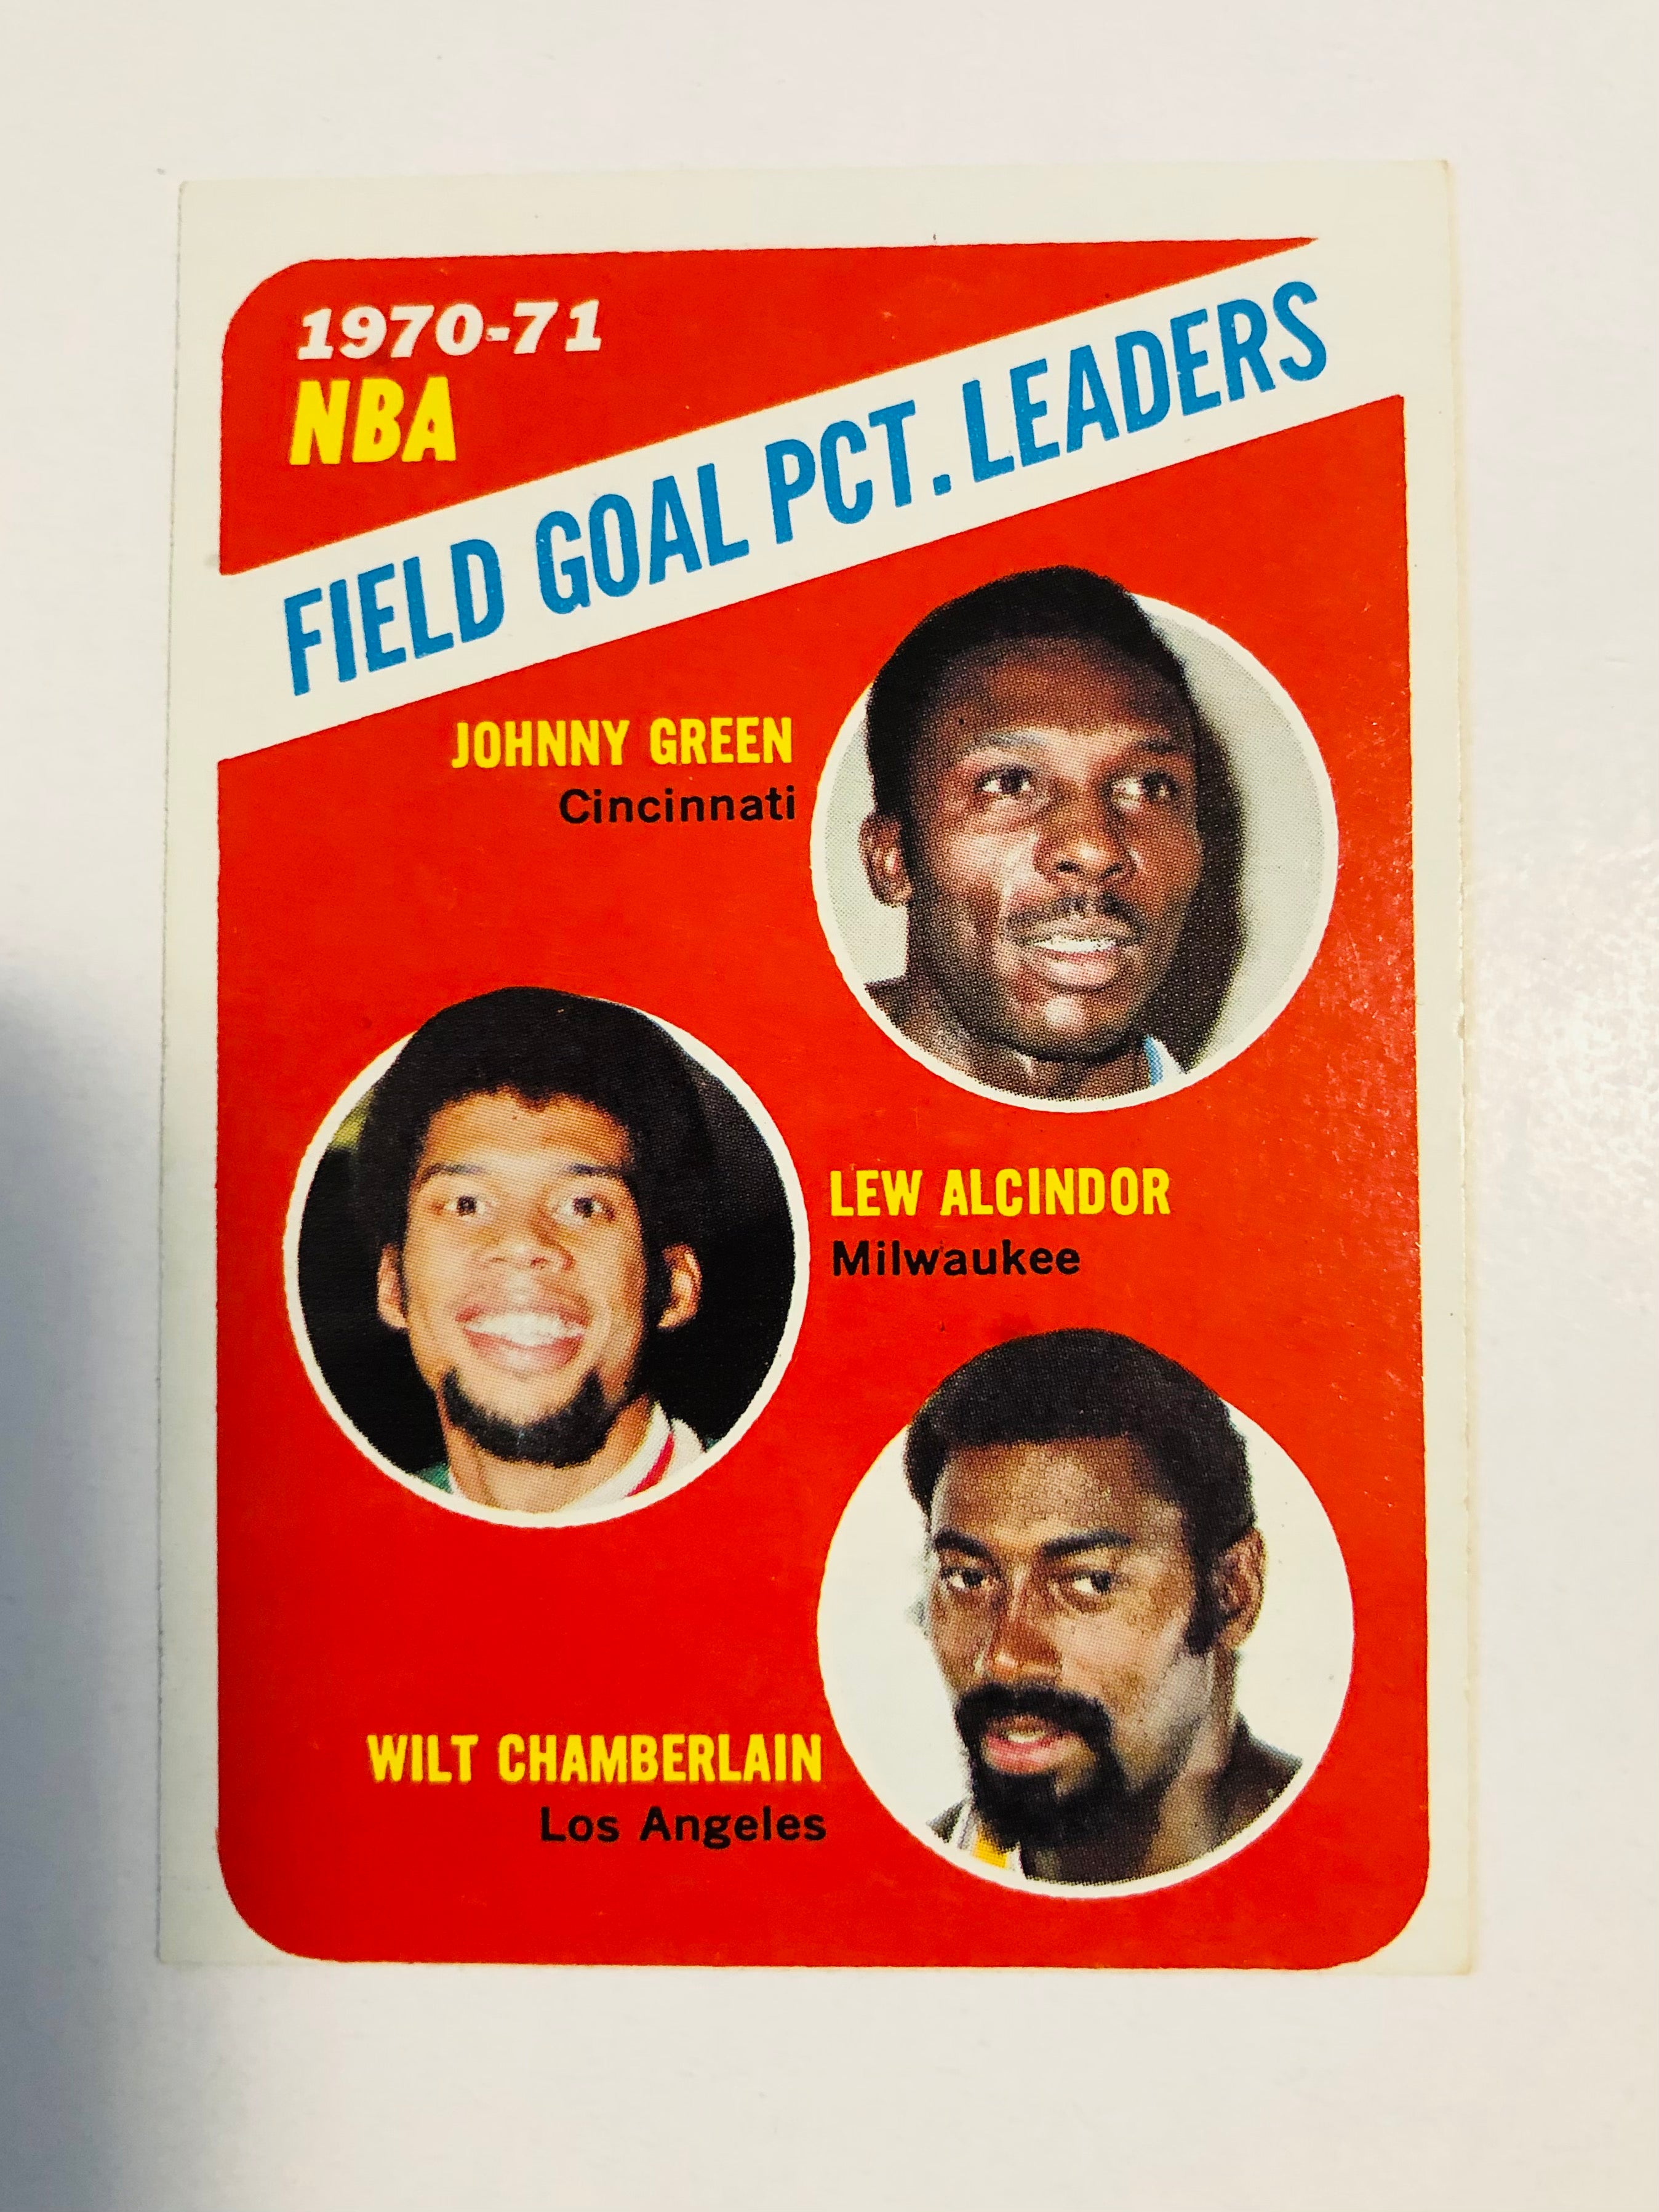 1970-71
NBA
FIELD GOAL PCT. LEADERS
JOHNNY GREEN
Cincinnati
LEW ALCINDOR
Milwaukee
WILT CHAMBERLAIN
Los Angeles